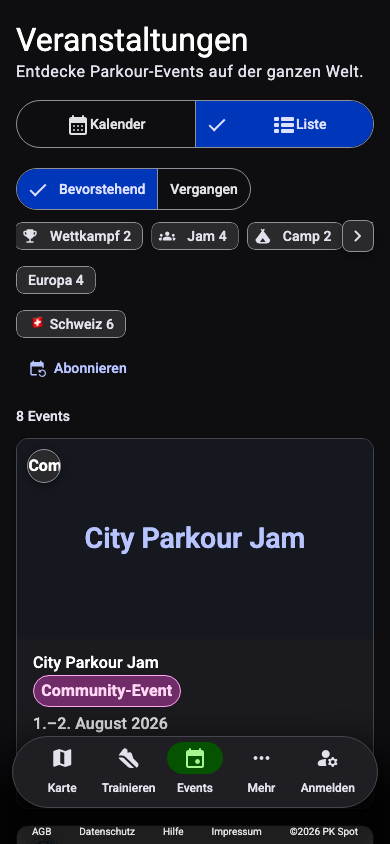 Veranstaltungen
Entdecke Parkour-Events auf der ganzen Welt.
Kalender Liste
Bevorstehend Vergangen
Wettkampf 2 Jam 4 Camp 2
Europa 4
Schweiz 6
Abonnieren
8 Events
Com
City Parkour Jam
City Parkour Jam
Community-Event
1.–2. August 2026
Karte Trainieren Events Mehr Anmelden
AGB Datenschutz Hilfe Impressum ©2026 PK Spot